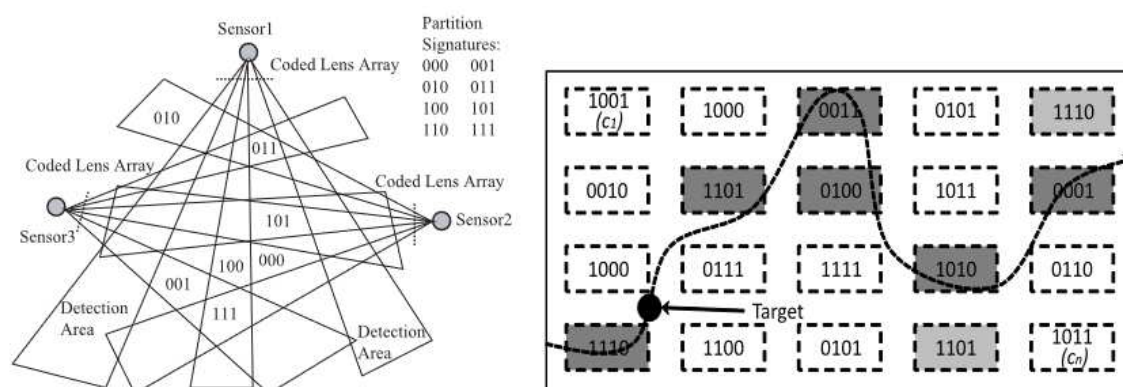 Sensor1
Coded Lens Array
Partition
Signatures:
000 001
010 011
100 101
110 111
010
011
Coded Lens Array
Coded Lens Array
Sensor3
Sensor2
101
000
100
001
111
Detection
Area
Detection
Area
1001
(c1)
1000
0011
0101
1110
0010
1101
0100
1011
0001
1000
0111
1111
1010
0110
Target
1110
1100
0101
1101
1011
(cn)